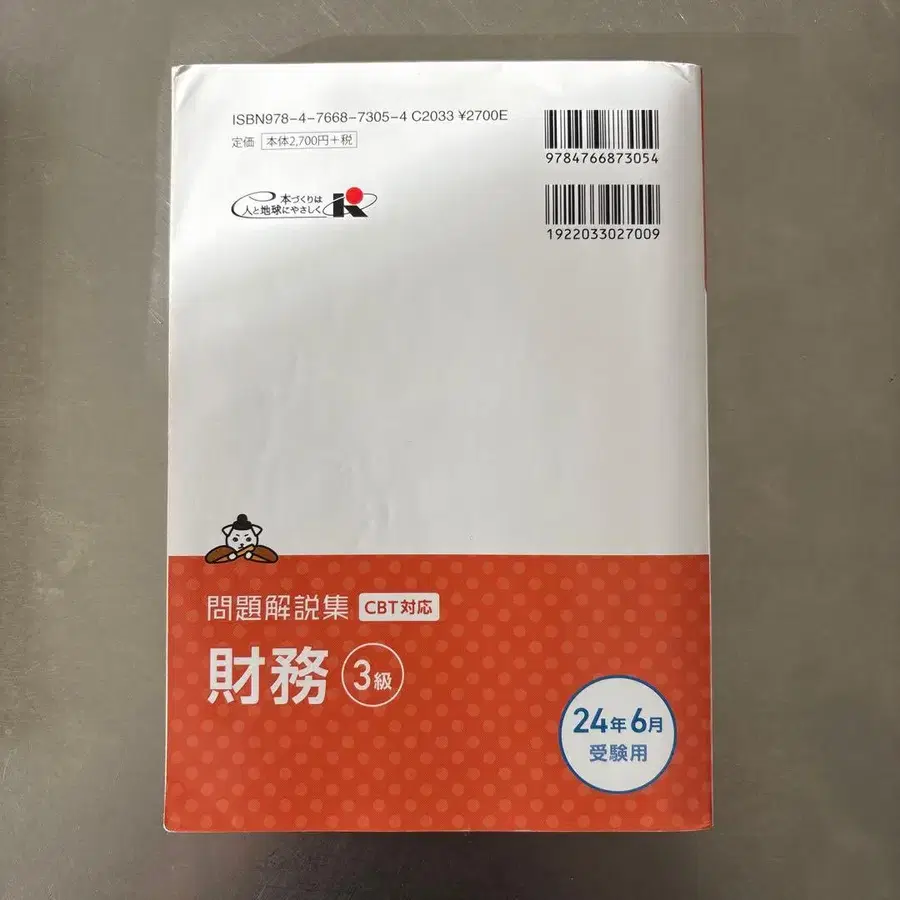 ISBN978-4-7668-7305-4 C2033 ¥2700E
定価 本体2,700円+税
9784766873054
本づくりは
人と地球にやさしく
1922033027009
問題解説集 CBT対応
財務 3級
24年6月
受験用